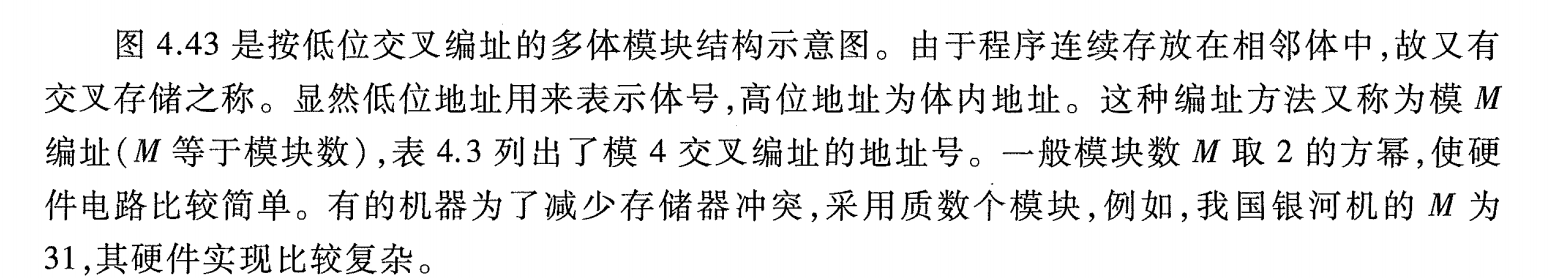 图 4.43 是按低位交叉编址的多体模块结构示意图。由于程序连续存放在相邻体中,故又有
交叉存储之称。显然低位地址用来表示体号,高位地址为体内地址。这种编址方法又称为模 M
编址(M 等于模块数),表 4.3 列出了模 4 交叉编址的地址号。一般模块数 M 取 2 的方幂,使硬
件电路比较简单。有的机器为了减少存储器冲突,采用质数个模块,例如,我国银河机的 M 为
31,其硬件实现比较复杂。